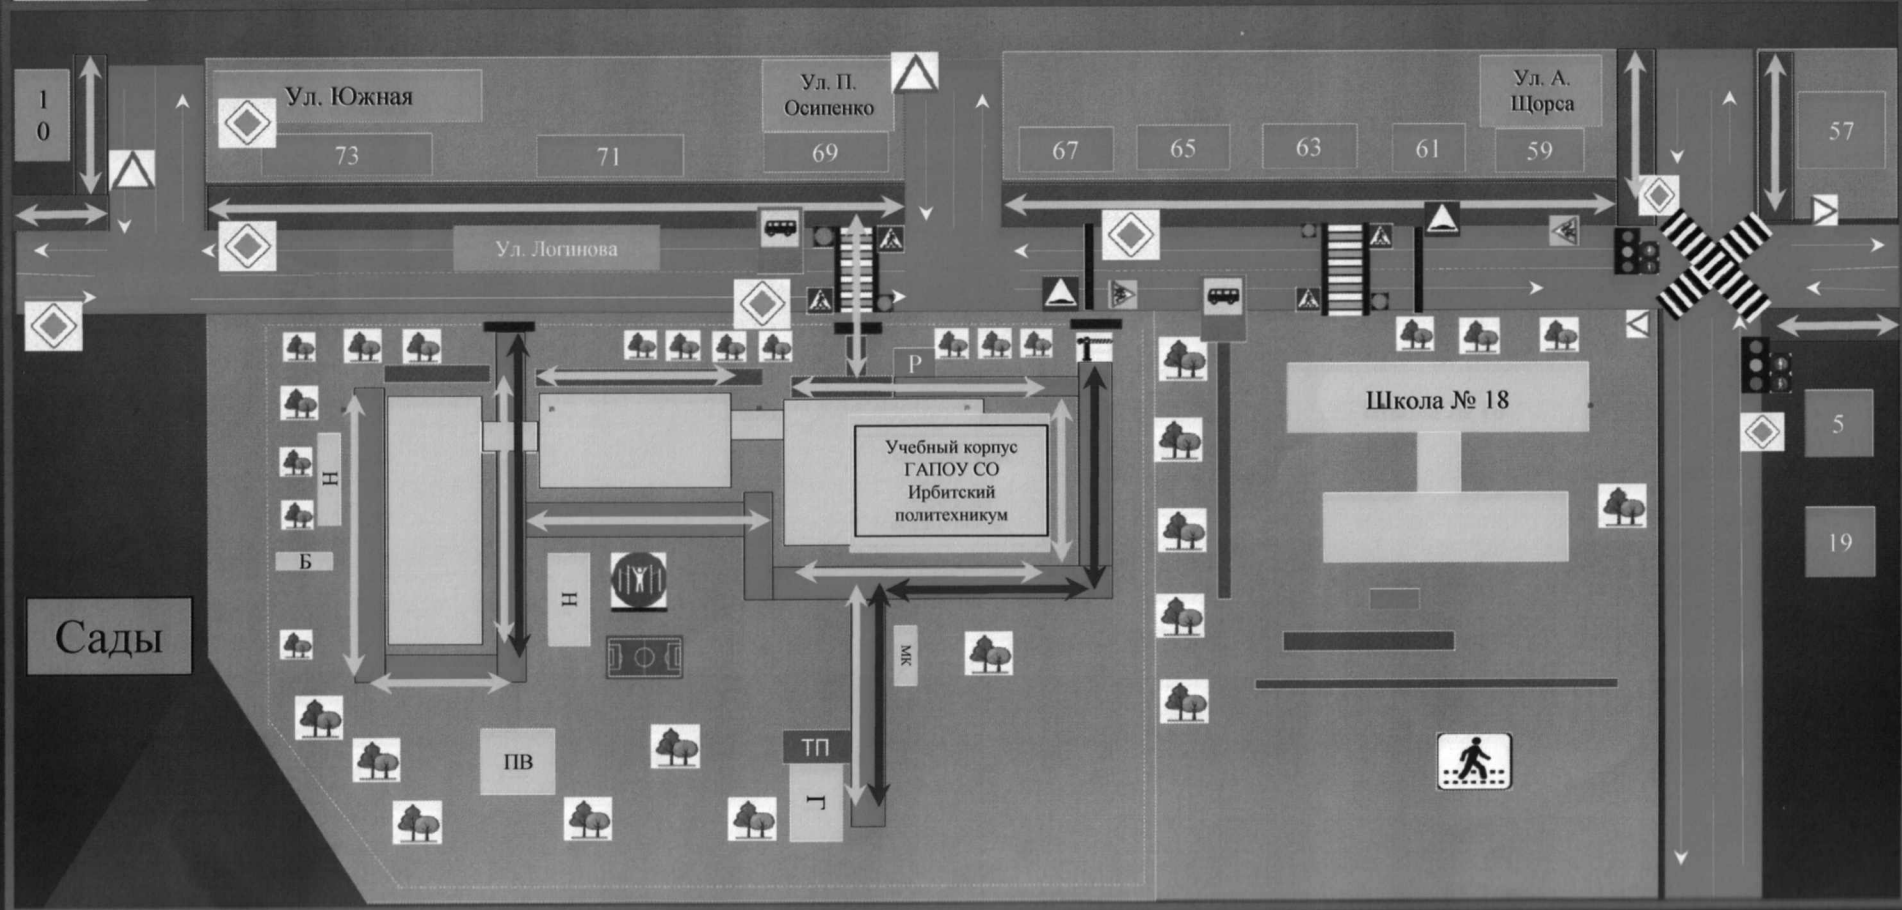 1
0
Ул. Южная
Ул. П.
Осипенко
Ул. А.
Щорса
73
71
69
67
65
63
61
59
57
Ул. Логинова
Р
Школа № 18
Учебный корпус
ГАПОУ СО
Ирбитский
политехникум
5
19
Н
Б
Н
МК
Сады
ПВ
ТП
Г